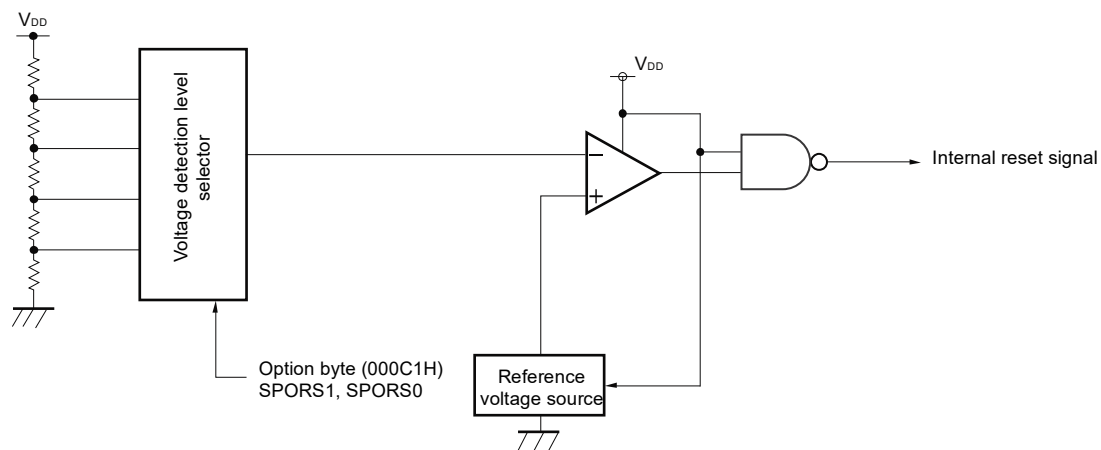 VDD
Voltage detection level
selector
VDD
−
+
Internal reset signal
Option byte (000C1H)
SPORS1, SPORS0
Reference
voltage source